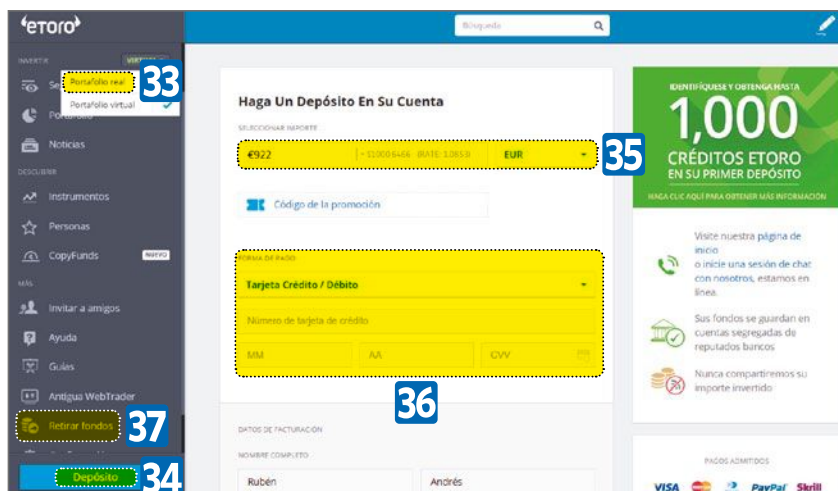 eToro
Búsqueda
INVERTIR
Portafolio real
33
Portafolio virtual
Noticias
DESCUBRIR
Instrumentos
Personas
CopyFunds NUEVO
MÁS
Invitar a amigos
Ayuda
Guías
Antigua WebTrader
Retirar fondos 37
Depósito 34
Haga Un Depósito En Su Cuenta
SELECCIONAR IMPORTE
€922 EUR 35
Código de la promoción
FORMA DE PAGO
Tarjeta Crédito / Débito
Número de tarjeta de crédito
MM AA CVV
36
DATOS DE FACTURACIÓN
NOMBRE COMPLETO
Rubén Andrés
IDENTIFÍQUESE Y OBTENGA HASTA
1,000
CRÉDITOS ETORO
EN SU PRIMER DEPÓSITO
HAGA CLIC AQUÍ PARA OBTENER MÁS INFORMACIÓN
Visite nuestra página de
inicio
o inicie una sesión de chat
con nosotros, estamos en
línea.
Sus fondos se guardan en
cuentas segregadas de
reputados bancos
Nunca compartiremos su
importe invertido
PAGOS ADMITIDOS
VISA PayPal Skrill